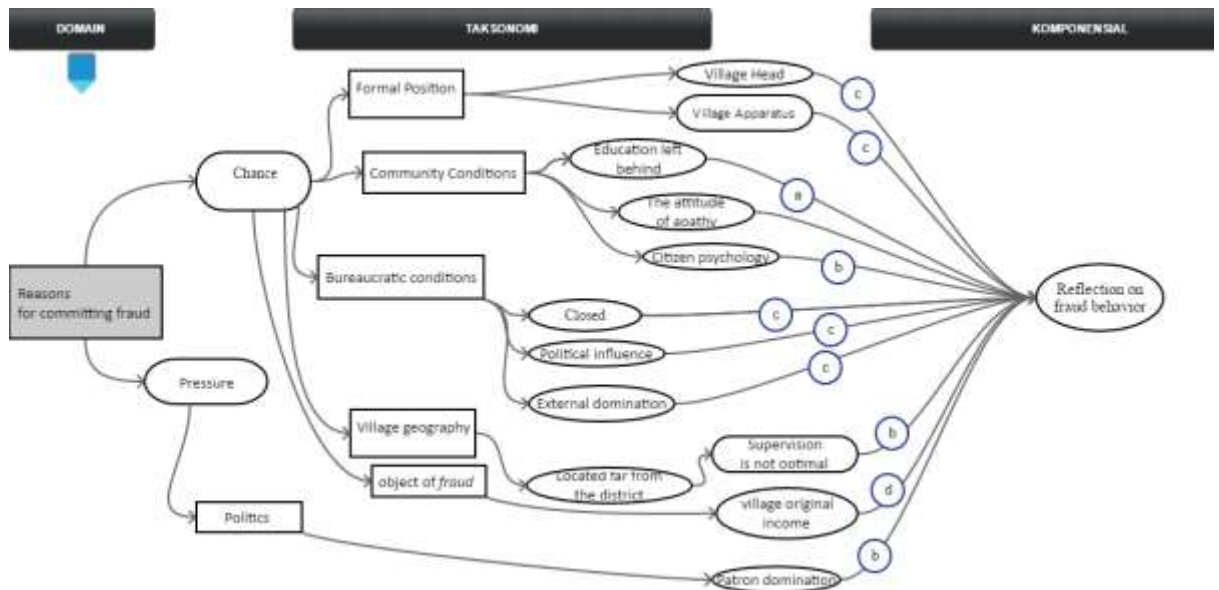 DOMAIN
TAKSONOMI
KOMPONENSIAL
Formal Position
Village Head
c
Village Apparatus
c
Chance
Community Conditions
Education left
behind
a
The attitude
of apathy
Citizen psychology
b
Bureaucratic conditions
Reasons
for committing fraud
Reflection on
fraud behavior
Closed
c
Political influence
c
External domination
c
Pressure
Village geography
Supervision
is not optimal
b
object of fraud
Located far from
the district
village original
income
d
Politics
Patron domination
b